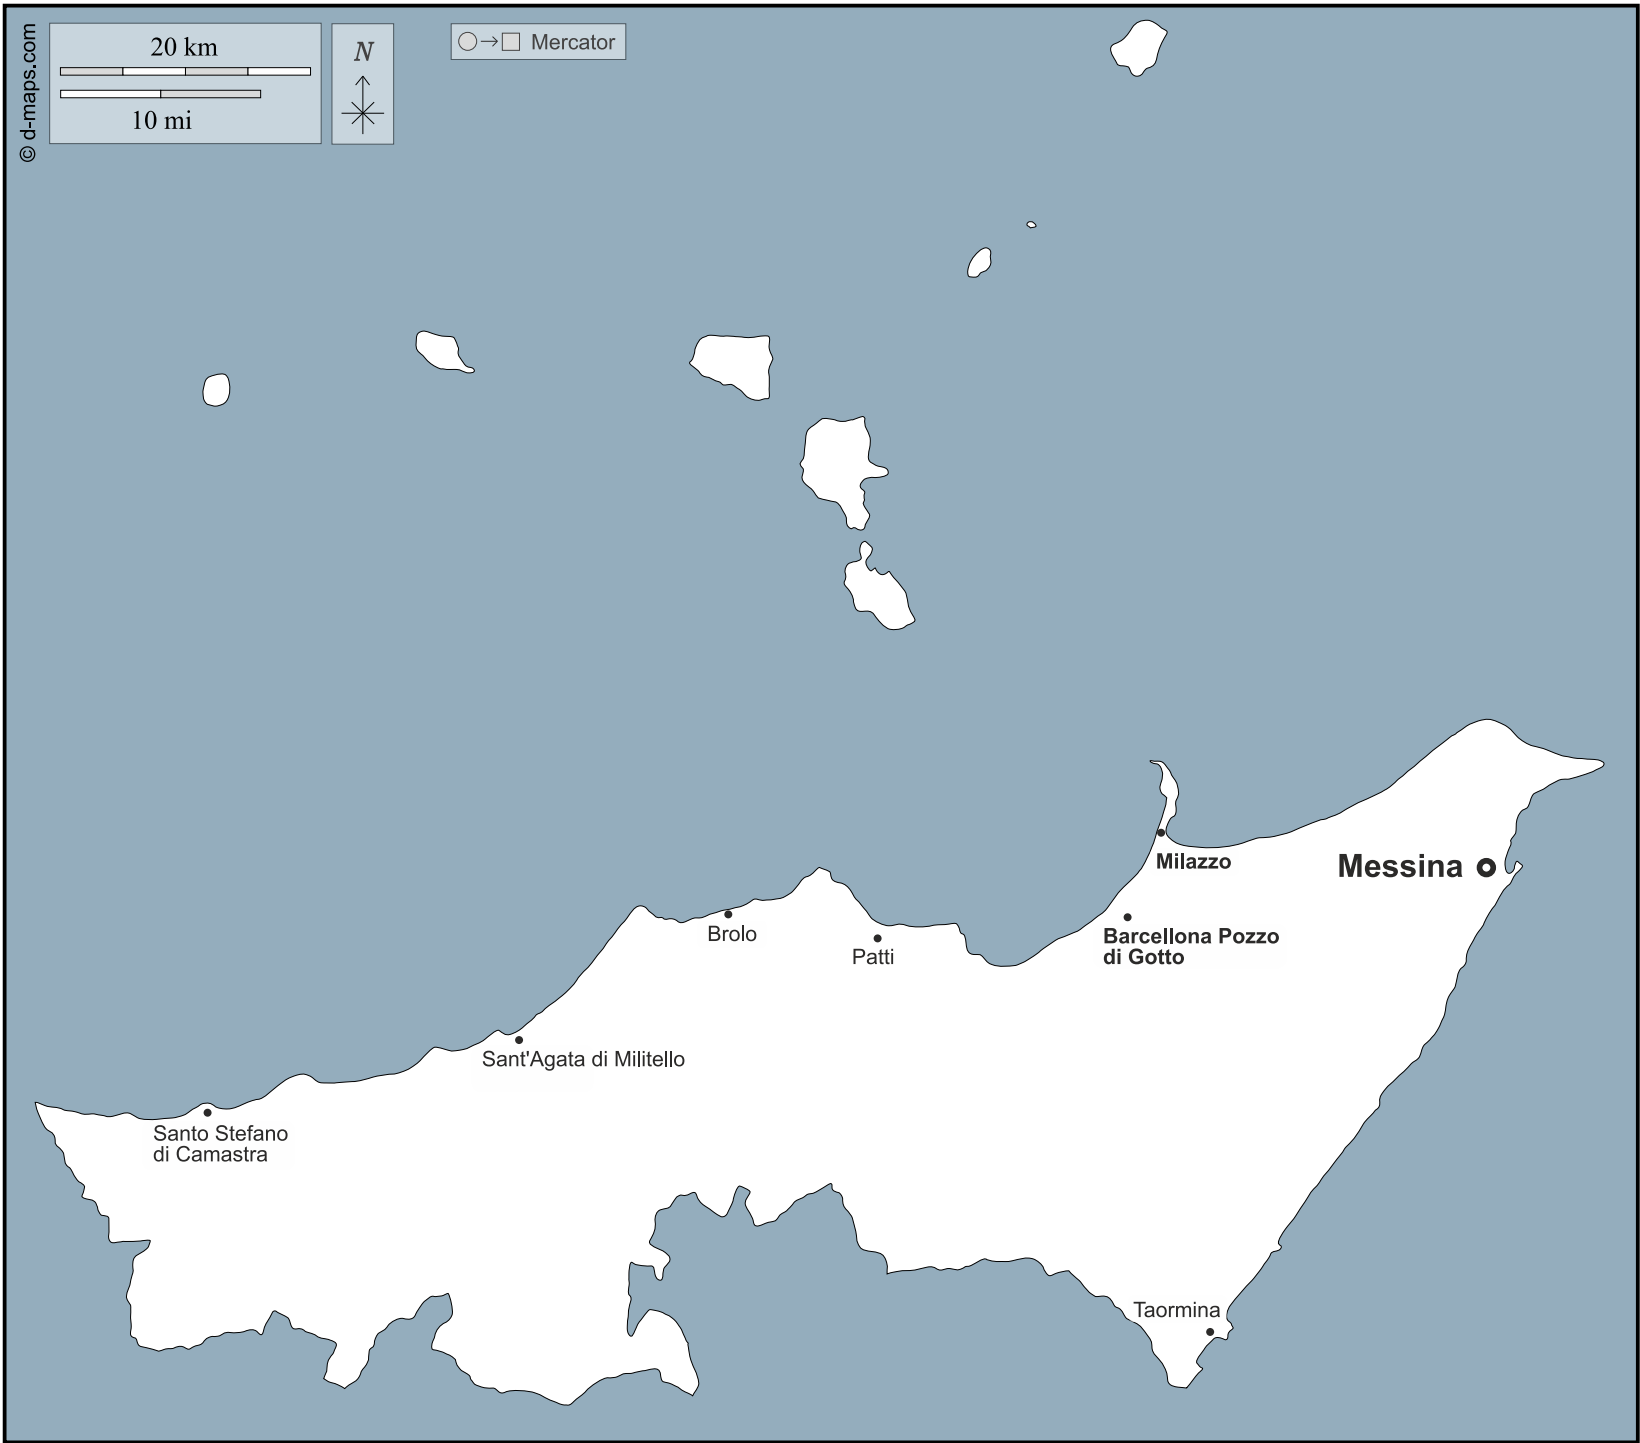 © d-maps.com
20 km
10 mi
N
Mercator
Milazzo
Messina
Brolo
Patti
Barcellona Pozzo
di Gotto
Sant'Agata di Militello
Santo Stefano
di Camastra
Taormina